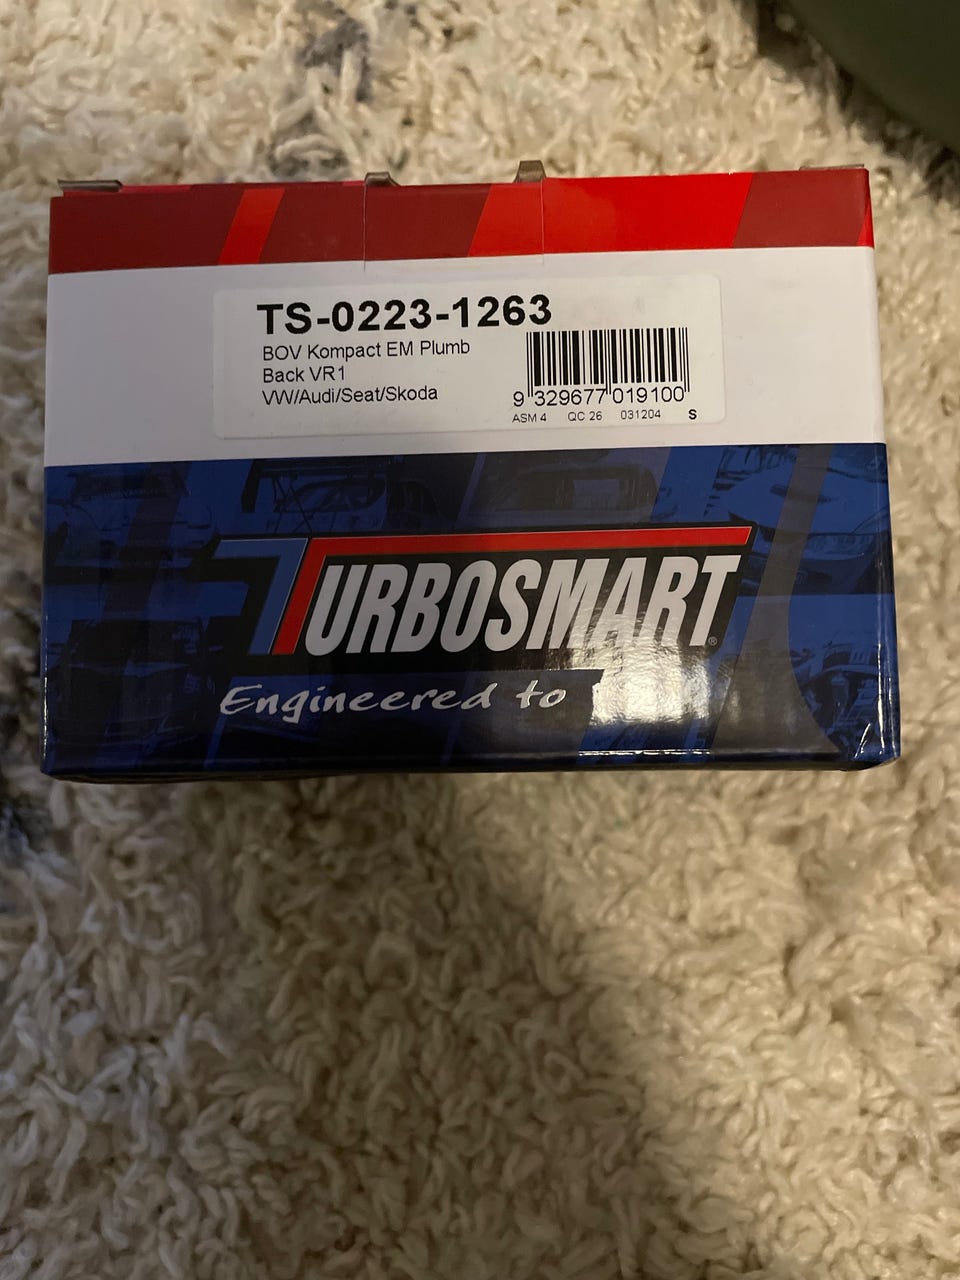 TS-0223-1263
BOV Kompact EM Plumb
Back VR1
VW/Audi/Seat/Skoda
9 329677 019100
ASM 4 QC 26 031204 S
TURBOSMART®
Engineered to